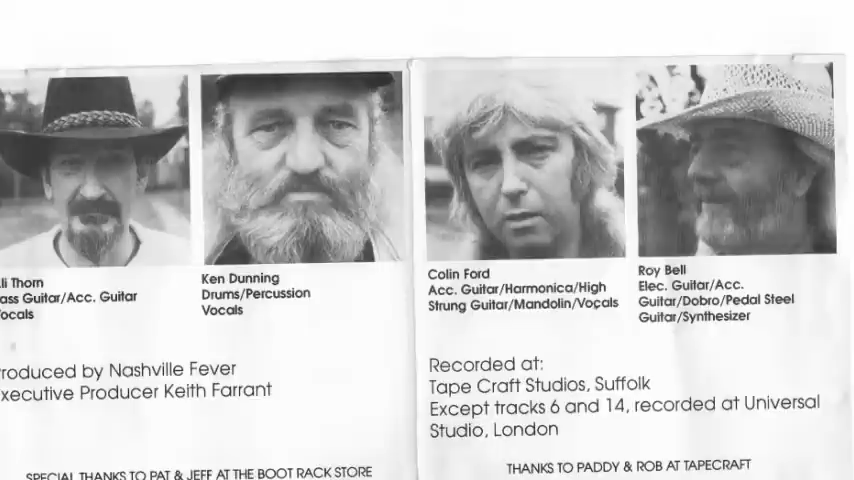 li Thorn
ass Guitar/Acc. Guitar
ocals
Ken Dunning
Drums/Percussion
Vocals
Colin Ford
Acc. Guitar/Harmonica/High
Strung Guitar/Mandolin/Vocals
Roy Bell
Elec. Guitar/Acc.
Guitar/Dobro/Pedal Steel
Guitar/Synthesizer
roduced by Nashville Fever
xecutive Producer Keith Farrant
Recorded at:
Tape Craft Studios, Suffolk
Except tracks 6 and 14, recorded at Universal
Studio, London
SPECIAL THANKS TO PAT & JEFF AT THE BOOT RACK STORE
THANKS TO PADDY & ROB AT TAPECRAFT